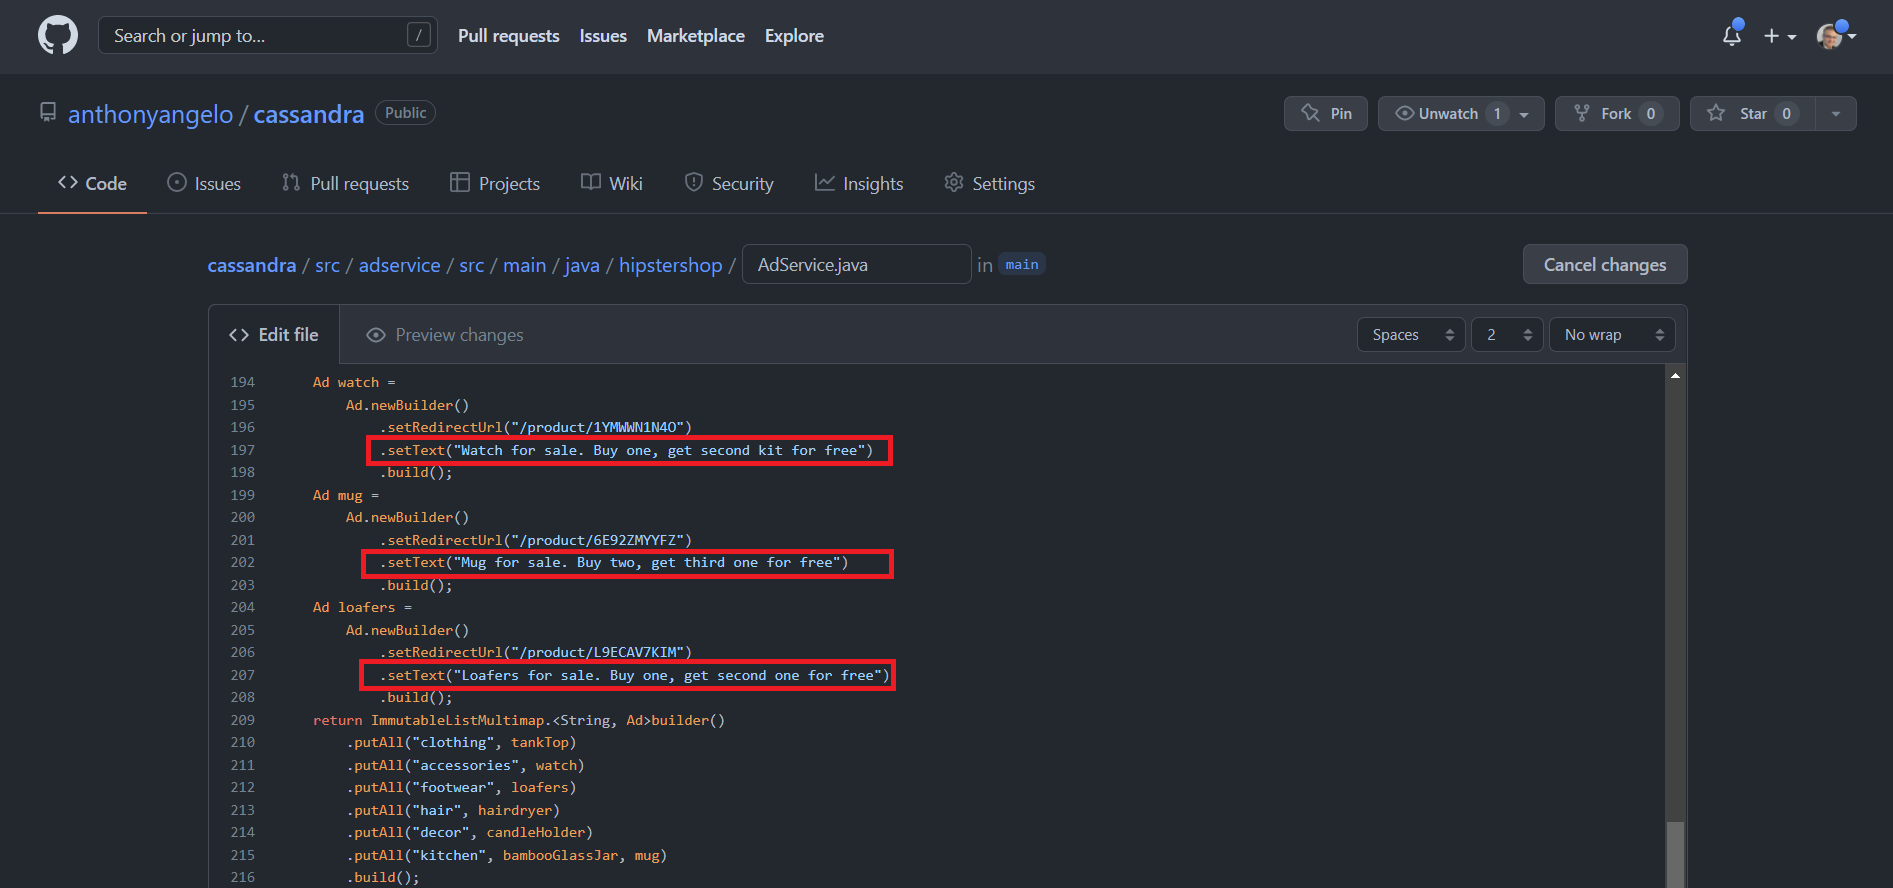 Search or jump to... /
Pull requests Issues Marketplace Explore
anthonyangelo / cassandra Public
Pin Unwatch 1 Fork 0 Star 0
Code Issues Pull requests Projects Wiki Security Insights Settings
cassandra / src / adservice / src / main / java / hipstershop / AdService.java in main Cancel changes
Edit file Preview changes Spaces 2 No wrap
194 Ad watch =
195 Ad.newBuilder()
196 .setRedirectUrl("/product/1YMWWN1N4O")
197 .setText("Watch for sale. Buy one, get second kit for free")
198 .build();
199 Ad mug =
200 Ad.newBuilder()
201 .setRedirectUrl("/product/6E92ZMYYFZ")
202 .setText("Mug for sale. Buy two, get third one for free")
203 .build();
204 Ad loafers =
205 Ad.newBuilder()
206 .setRedirectUrl("/product/L9ECAV7KIM")
207 .setText("Loafers for sale. Buy one, get second one for free")
208 .build();
209 return ImmutableListMultimap.<String, Ad>builder()
210 .putAll("clothing", tankTop)
211 .putAll("accessories", watch)
212 .putAll("footwear", loafers)
213 .putAll("hair", hairdryer)
214 .putAll("decor", candleHolder)
215 .putAll("kitchen", bambooGlassJar, mug)
216 .build();